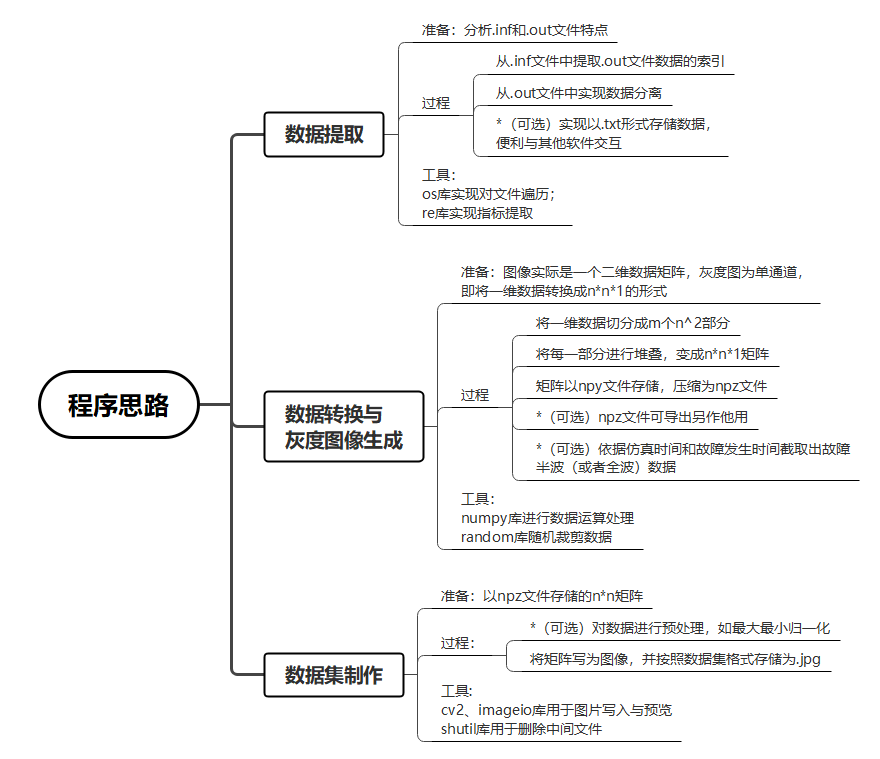 程序思路
数据提取
准备：分析.inf和.out文件特点
过程
从.inf文件中提取.out文件数据的索引
从.out文件中实现数据分离
*（可选）实现以.txt形式存储数据，
便利与其他软件交互
工具：
os库实现对文件遍历；
re库实现指标提取
数据转换与
灰度图像生成
准备：图像实际是一个二维数据矩阵，灰度图为单通道，
即将一维数据转换成n*n*1的形式
过程
将一维数据切分成m个n^2部分
将每一部分进行堆叠，变成n*n*1矩阵
矩阵以npy文件存储，压缩为npz文件
*（可选）npz文件可导出另作他用
*（可选）依据仿真时间和故障发生时间截取出故障
半波（或者全波）数据
工具：
numpy库进行数据运算处理
random库随机裁剪数据
数据集制作
准备：以npz文件存储的n*n矩阵
过程：
*（可选）对数据进行预处理，如最大最小归一化
将矩阵写为图像，并按照数据集格式存储为.jpg
工具:
cv2、imageio库用于图片写入与预览
shutil库用于删除中间文件